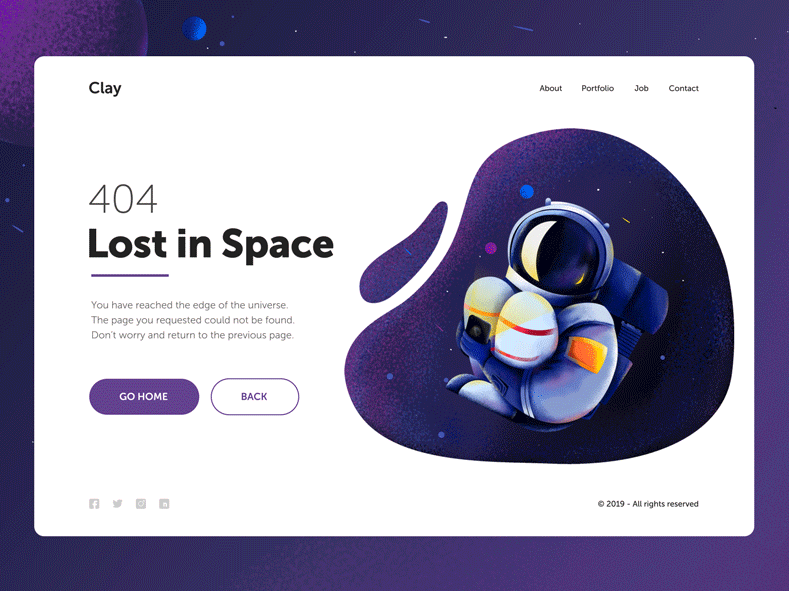 Clay
About Portfolio Job Contact
404
Lost in Space
You have reached the edge of the universe.
The page you requested could not be found.
Don't worry and return to the previous page.
GO HOME BACK
© 2019 - All rights reserved